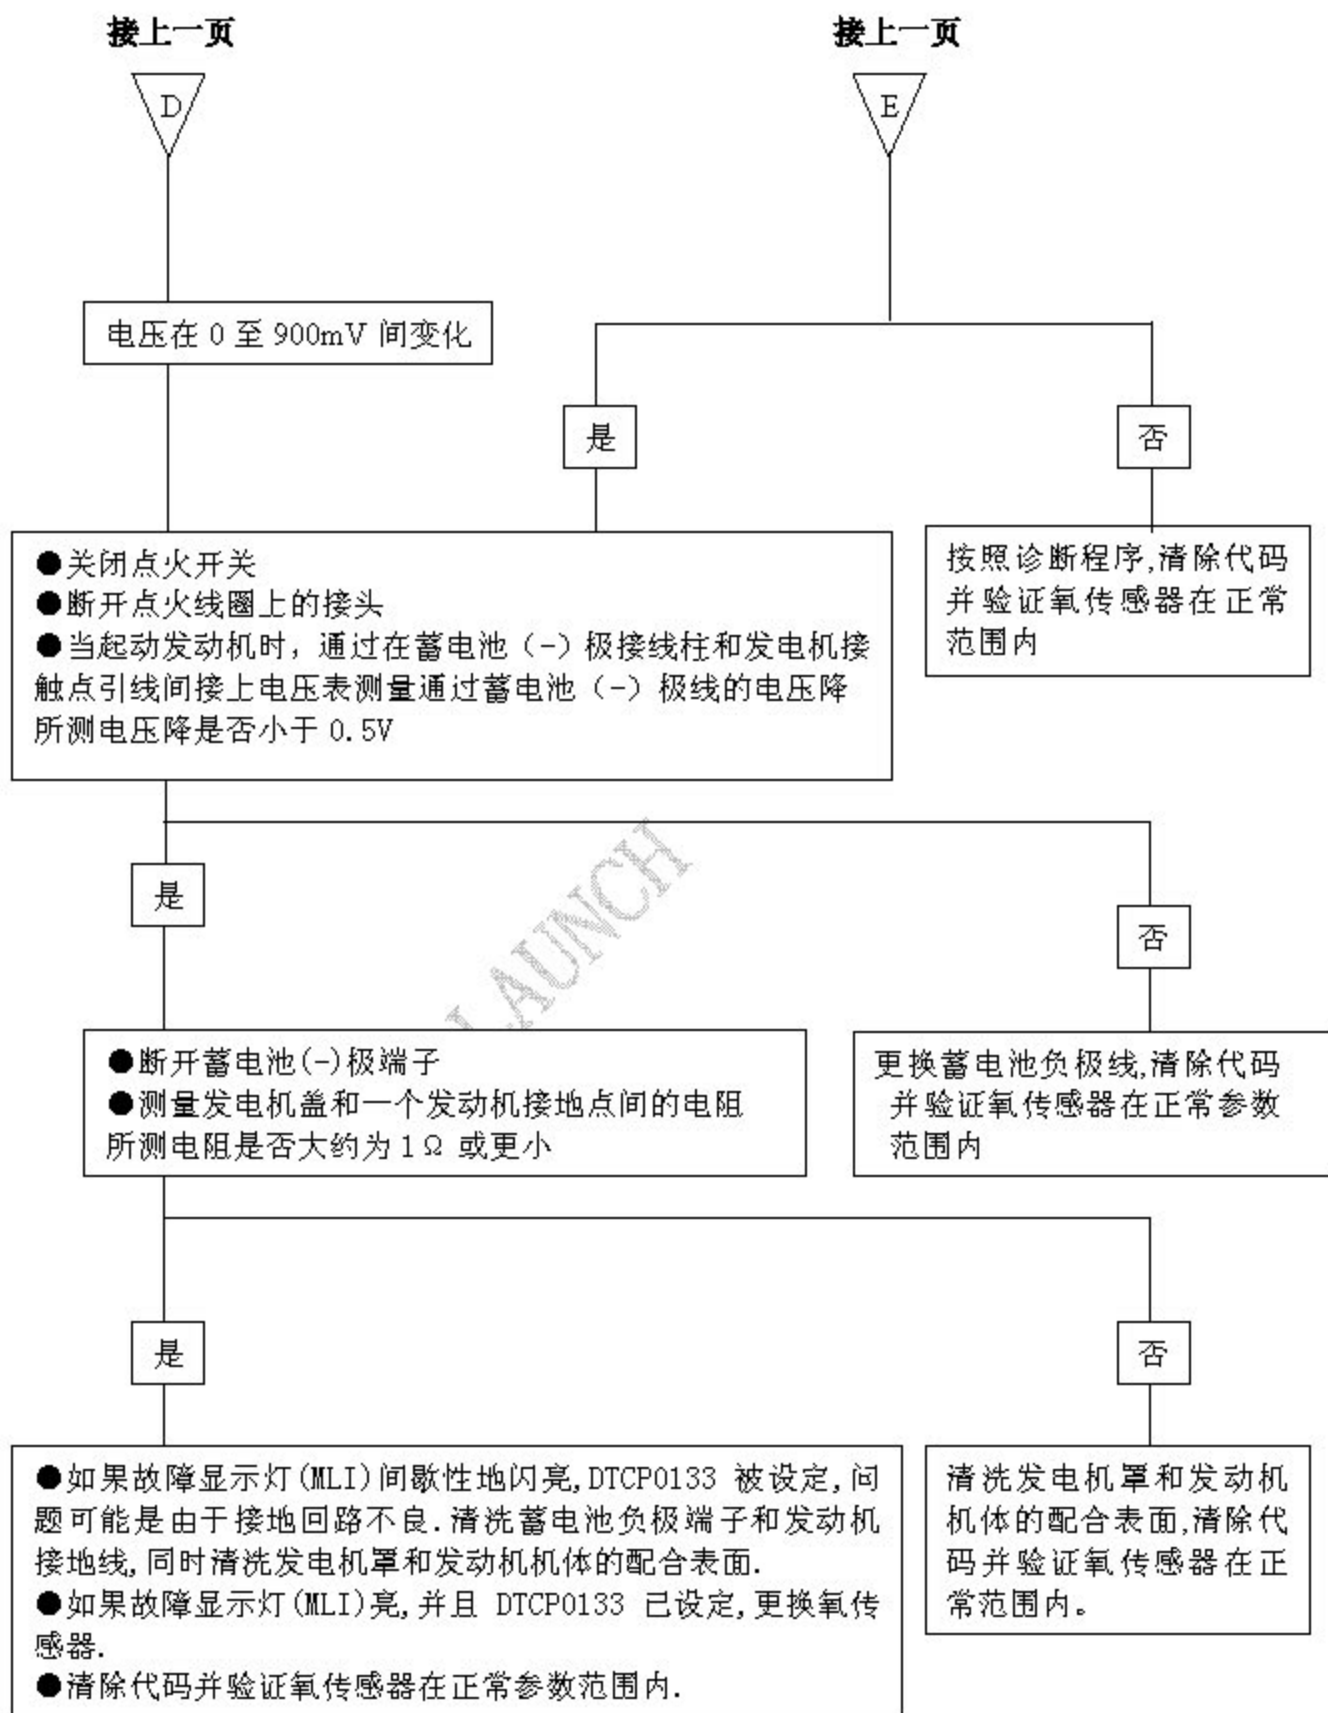 接上一页
接上一页
D
E
电压在 0 至 900mV 间变化
是
否
●关闭点火开关
●断开点火线圈上的接头
●当起动发动机时，通过在蓄电池（-）极接线柱和发电机接
触点引线间接上电压表测量通过蓄电池（-）极线的电压降
所测电压降是否小于 0.5V
按照诊断程序,清除代码
并验证氧传感器在正常
范围内
LAUNCH
是
否
●断开蓄电池(-)极端子
●测量发电机盖和一个发动机接地点间的电阻
所测电阻是否大约为 1Ω 或更小
更换蓄电池负极线,清除代码
并验证氧传感器在正常参数
范围内
是
否
●如果故障显示灯(MLI)间歇性地闪亮,DTCP0133 被设定,问
题可能是由于接地回路不良.清洗蓄电池负极端子和发动机
接地线,同时清洗发电机罩和发动机机体的配合表面.
●如果故障显示灯(MLI)亮,并且 DTCP0133 已设定,更换氧传
感器.
●清除代码并验证氧传感器在正常参数范围内.
清洗发电机罩和发动机
机体的配合表面,清除代
码并验证氧传感器在正
常范围内。